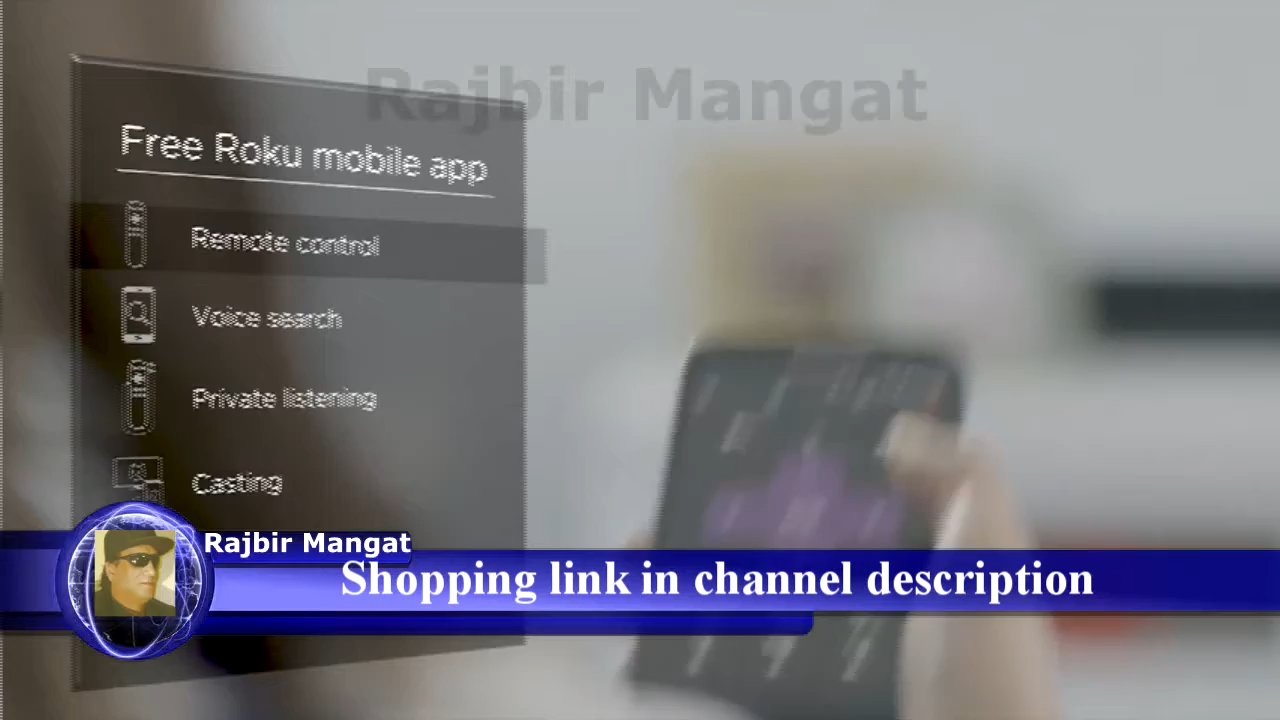 Rajbir Mangat
Free Roku mobile app
Remote control
Voice search
Private listening
Casting
Rajbir Mangat
Shopping link in channel description